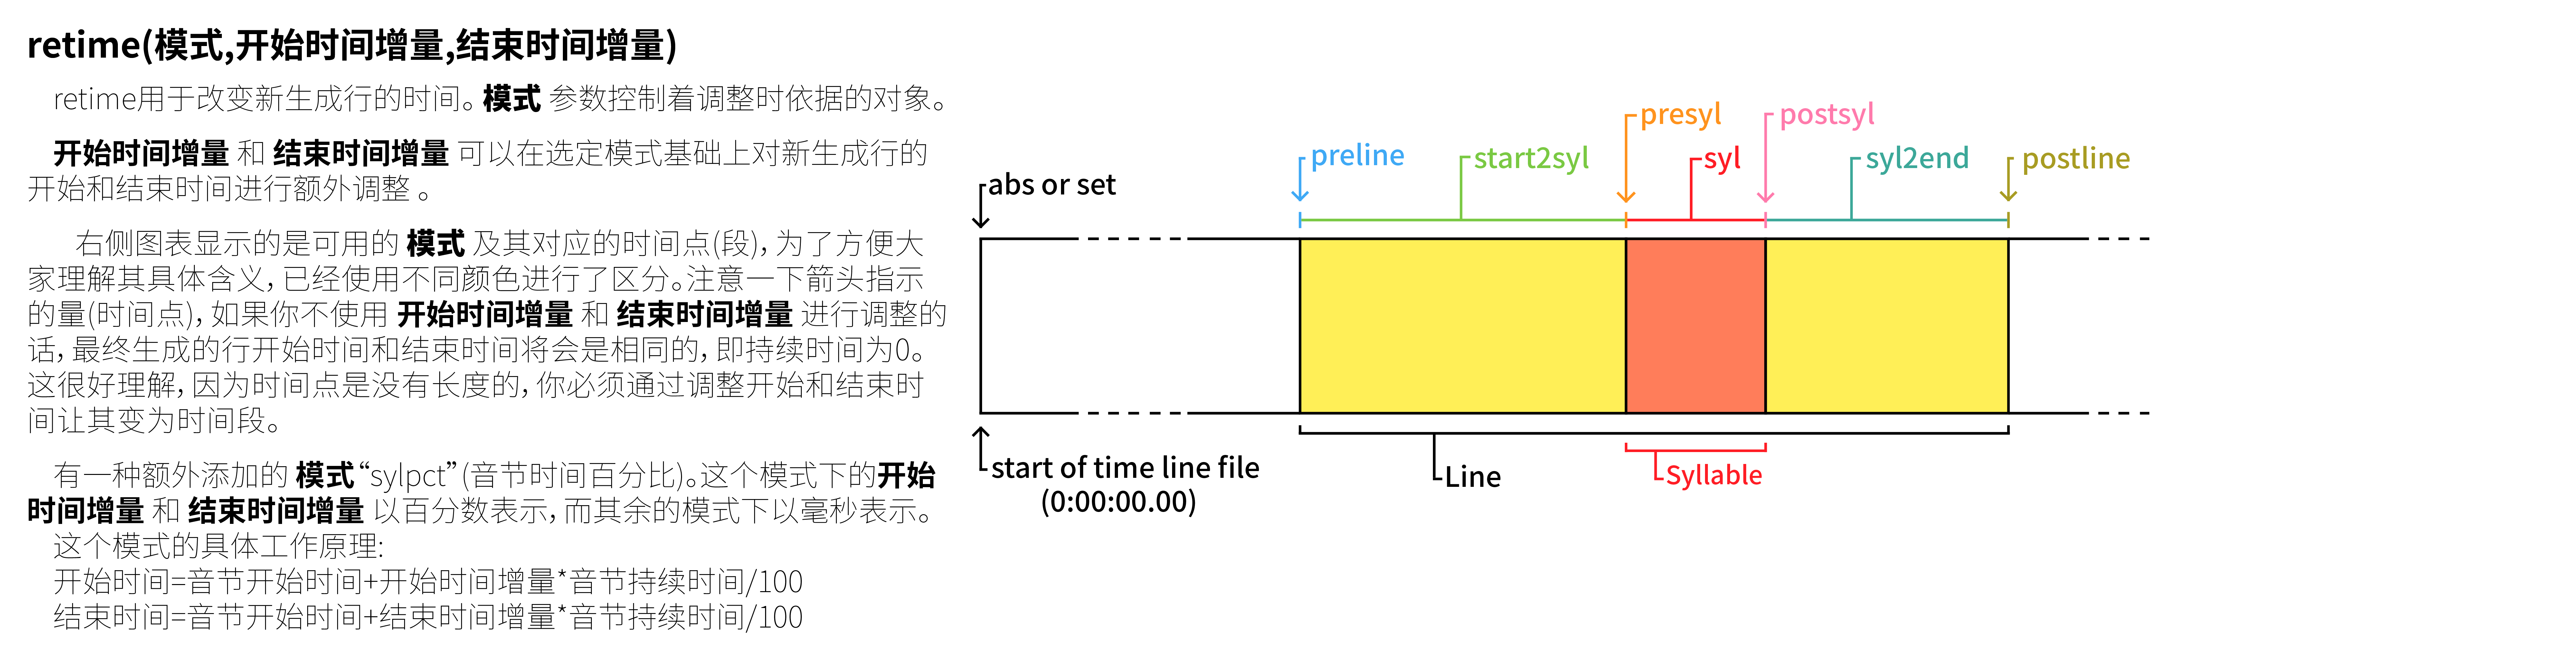 retime(模式,开始时间增量,结束时间增量)
retime用于改变新生成行的时间。模式 参数控制着调整时依据的对象。
开始时间增量 和 结束时间增量 可以在选定模式基础上对新生成行的
开始和结束时间进行额外调整 。
右侧图表显示的是可用的 模式 及其对应的时间点(段)，为了方便大
家理解其具体含义，已经使用不同颜色进行了区分。注意一下箭头指示
的量(时间点)，如果你不使用 开始时间增量 和 结束时间增量 进行调整的
话，最终生成的行开始时间和结束时间将会是相同的，即持续时间为0。
这很好理解，因为时间点是没有长度的，你必须通过调整开始和结束时
间让其变为时间段。
有一种额外添加的 模式“sylpct”(音节时间百分比)。这个模式下的开始
时间增量 和 结束时间增量 以百分数表示，而其余的模式下以毫秒表示。
这个模式的具体工作原理:
开始时间=音节开始时间+开始时间增量*音节持续时间/100
结束时间=音节开始时间+结束时间增量*音节持续时间/100
abs or set
preline
start2syl
presyl
syl
postsyl
syl2end
postline
start of time line file
(0:00:00.00)
Line
Syllable